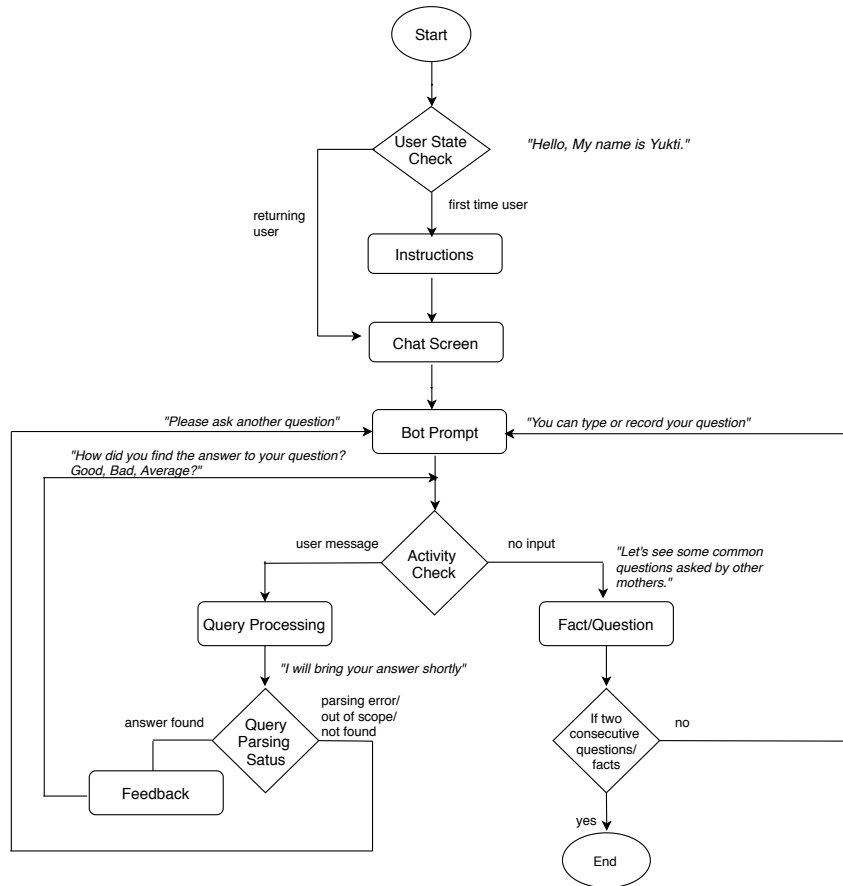 Start
User State
Check
"Hello, My name is Yukti."
returning
user
first time user
Instructions
Chat Screen
"Please ask another question"
Bot Prompt
"You can type or record your question"
"How did you find the answer to your question?
Good, Bad, Average?"
user message
Activity
Check
no input
"Let's see some common
questions asked by other
mothers."
Query Processing
Fact/Question
"I will bring your answer shortly"
answer found
Query
Parsing
Satus
parsing error/
out of scope/
not found
If two
consecutive
questions/
facts
no
Feedback
yes
End